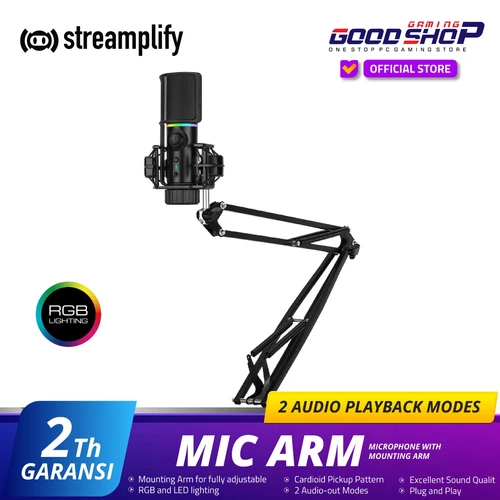 streamplify
GAMING
GOODSHOP
ONE STOP PC GAMING STORE
OFFICIAL STORE
RGB
LIGHTING
2 AUDIO PLAYBACK MODES
2Th
GARANSI
MIC ARM
MICROPHONE WITH
MOUNTING ARM
• Mounting Arm for fully adjustable
• RGB and LED lighting
• Cardioid Pickup Pattern
• 2 Audio-out Modes
• Excellent Sound Qualit
• Plug and Play